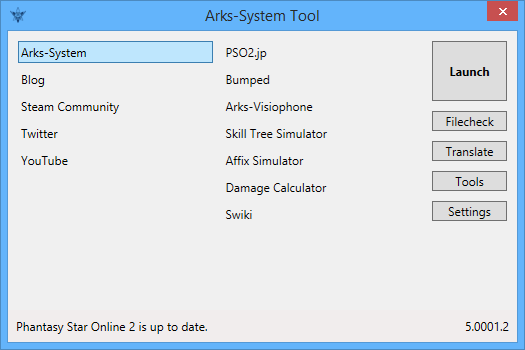 Arks-System Tool
Arks-System
Blog
Steam Community
Twitter
YouTube
PSO2.jp
Bumped
Arks-Visiophone
Skill Tree Simulator
Affix Simulator
Damage Calculator
Swiki
Launch
Filecheck
Translate
Tools
Settings
Phantasy Star Online 2 is up to date.
5.0001.2